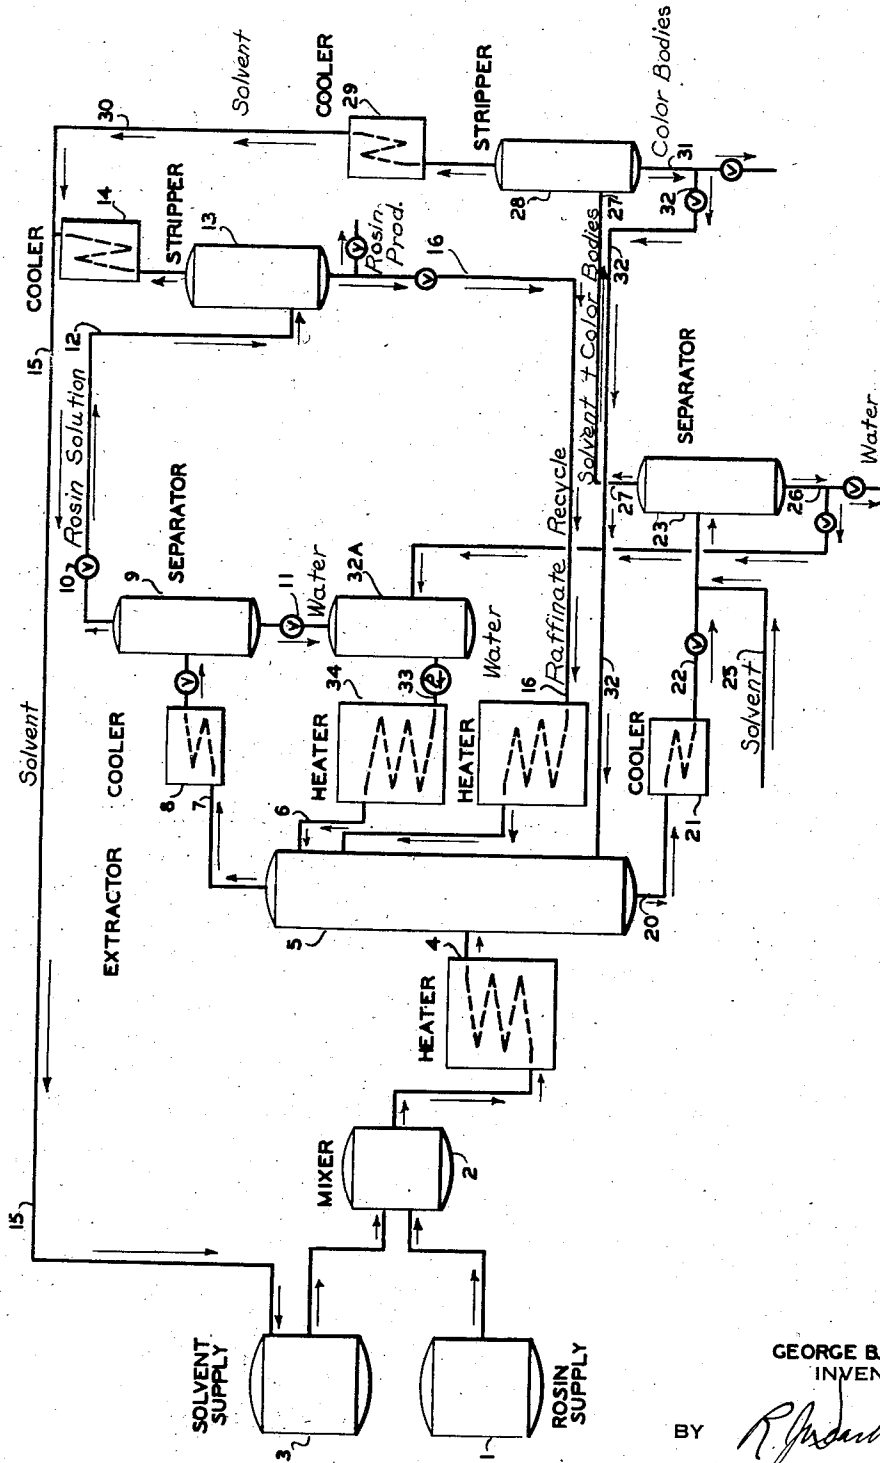 15
Solvent
15
COOLER
14
30
Solvent
12
Rosin Solution
STRIPPER
13
COOLER
29
10
SEPARATOR
9
Rosin
Prod.
16
STRIPPER
28
27
Color Bodies
31
32
32
11
Water
32A
EXTRACTOR
COOLER
8
7
HEATER
34
33
Water
6
HEATER
16
Raffinate Recycle
Solvent + Color Bodies
SEPARATOR
27
23
26
Water
32
COOLER
22
25
Solvent
21
20
5
4
HEATER
MIXER
2
SOLVENT
SUPPLY
3
ROSIN
SUPPLY
1
V
V
V
V
V
V
V
V
V
V
GEORGE B.
INVEN
BY